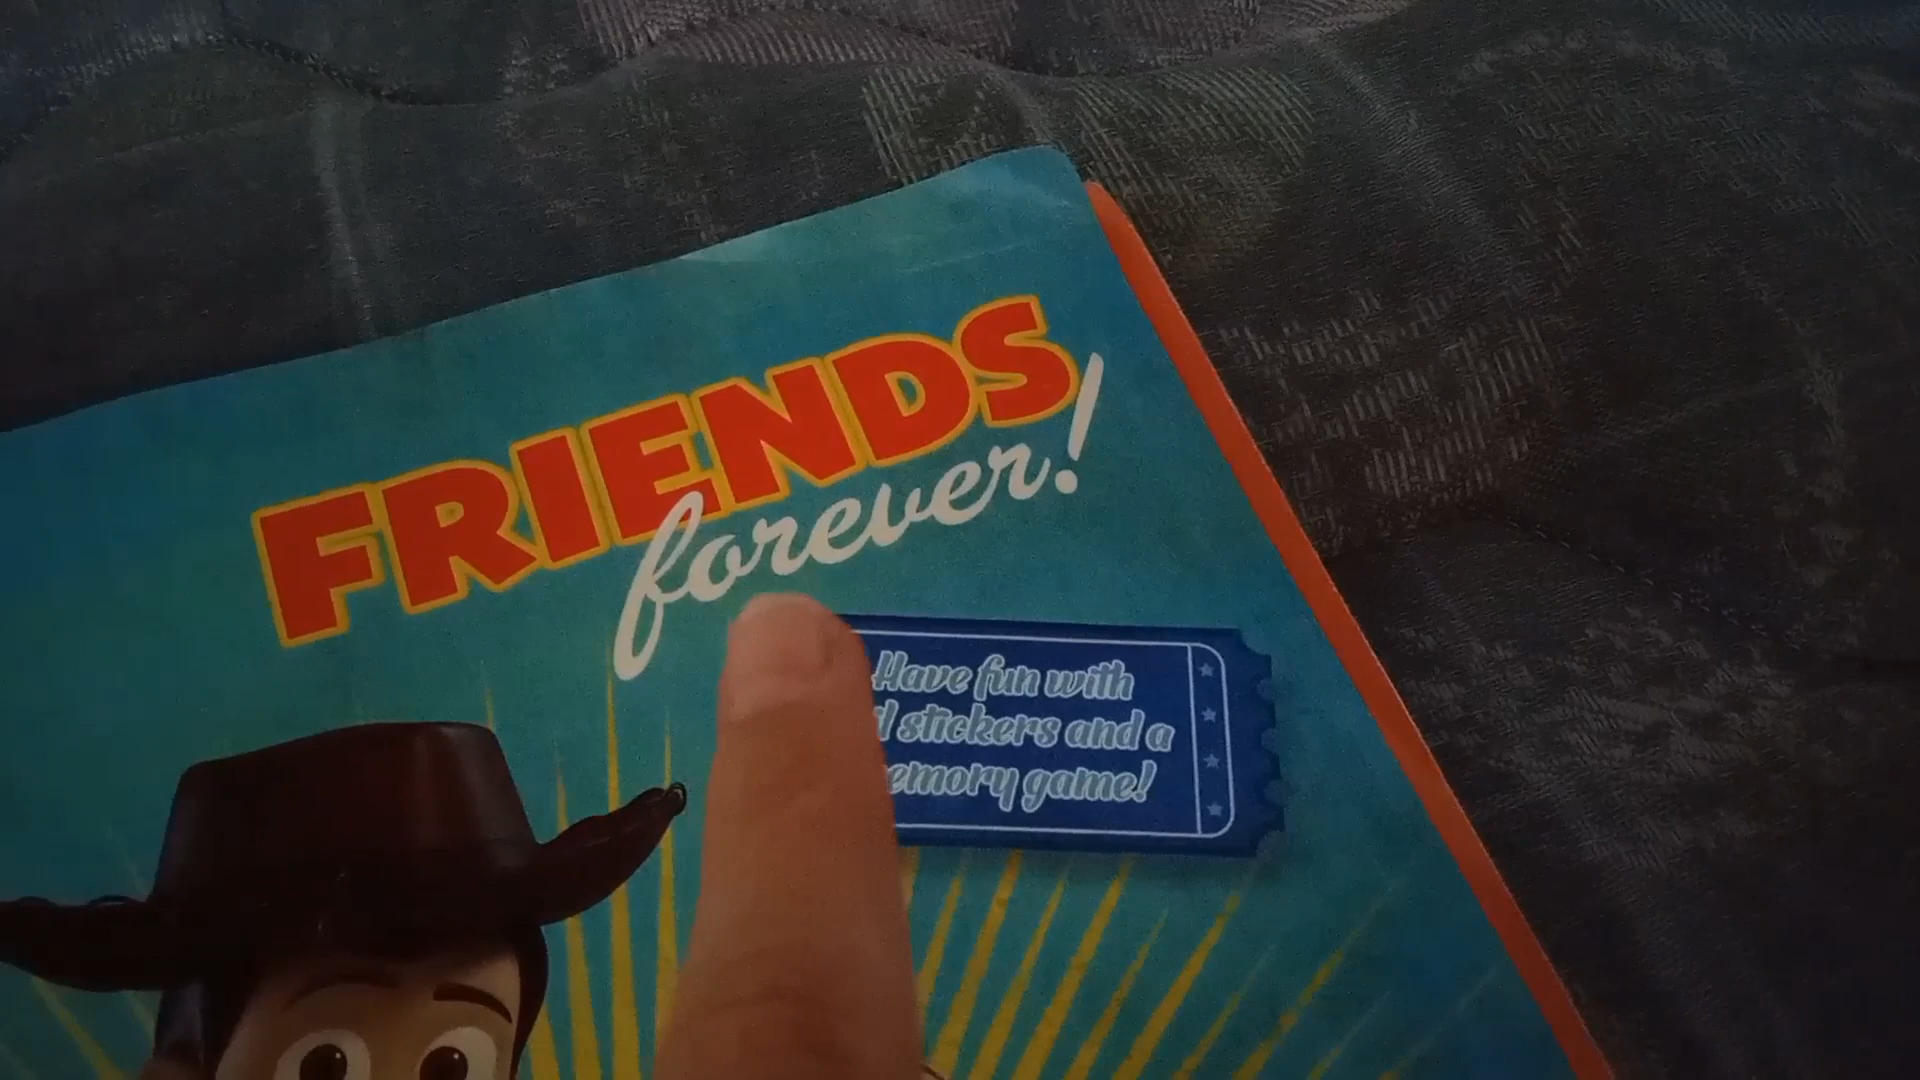 FRIENDS
forever!
Have fun with
stickers and a
game!